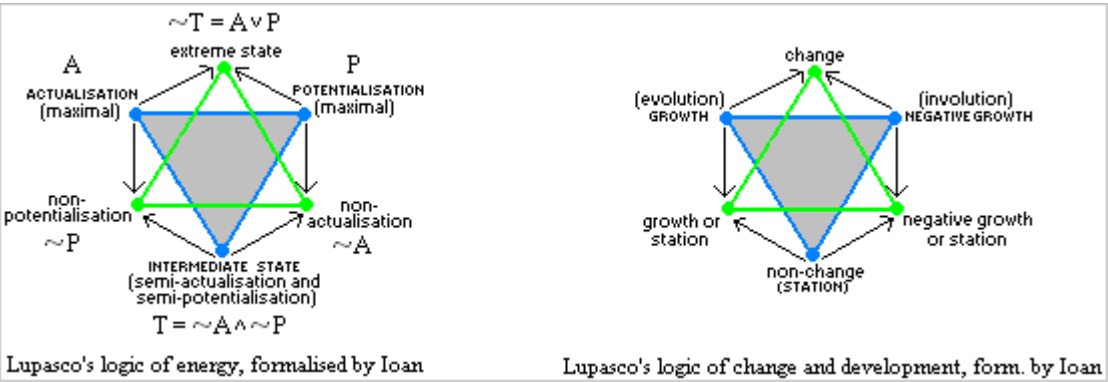 ~T = A∨P
extreme state
A
P
ACTUALISATION
(maximal)
POTENTIALISATION
(maximal)
non-
potentialisation
~P
non-
actualisation
~A
INTERMEDIATE STATE
(semi-actualisation and
semi-potentialisation)
T = ~A∧~P
Lupasco's logic of energy, formalised by Ioan
change
(evolution)
GROWTH
(involution)
NEGATIVE GROWTH
growth or
station
negative growth
or station
non-change
(STATION)
Lupasco's logic of change and development, form. by Ioan